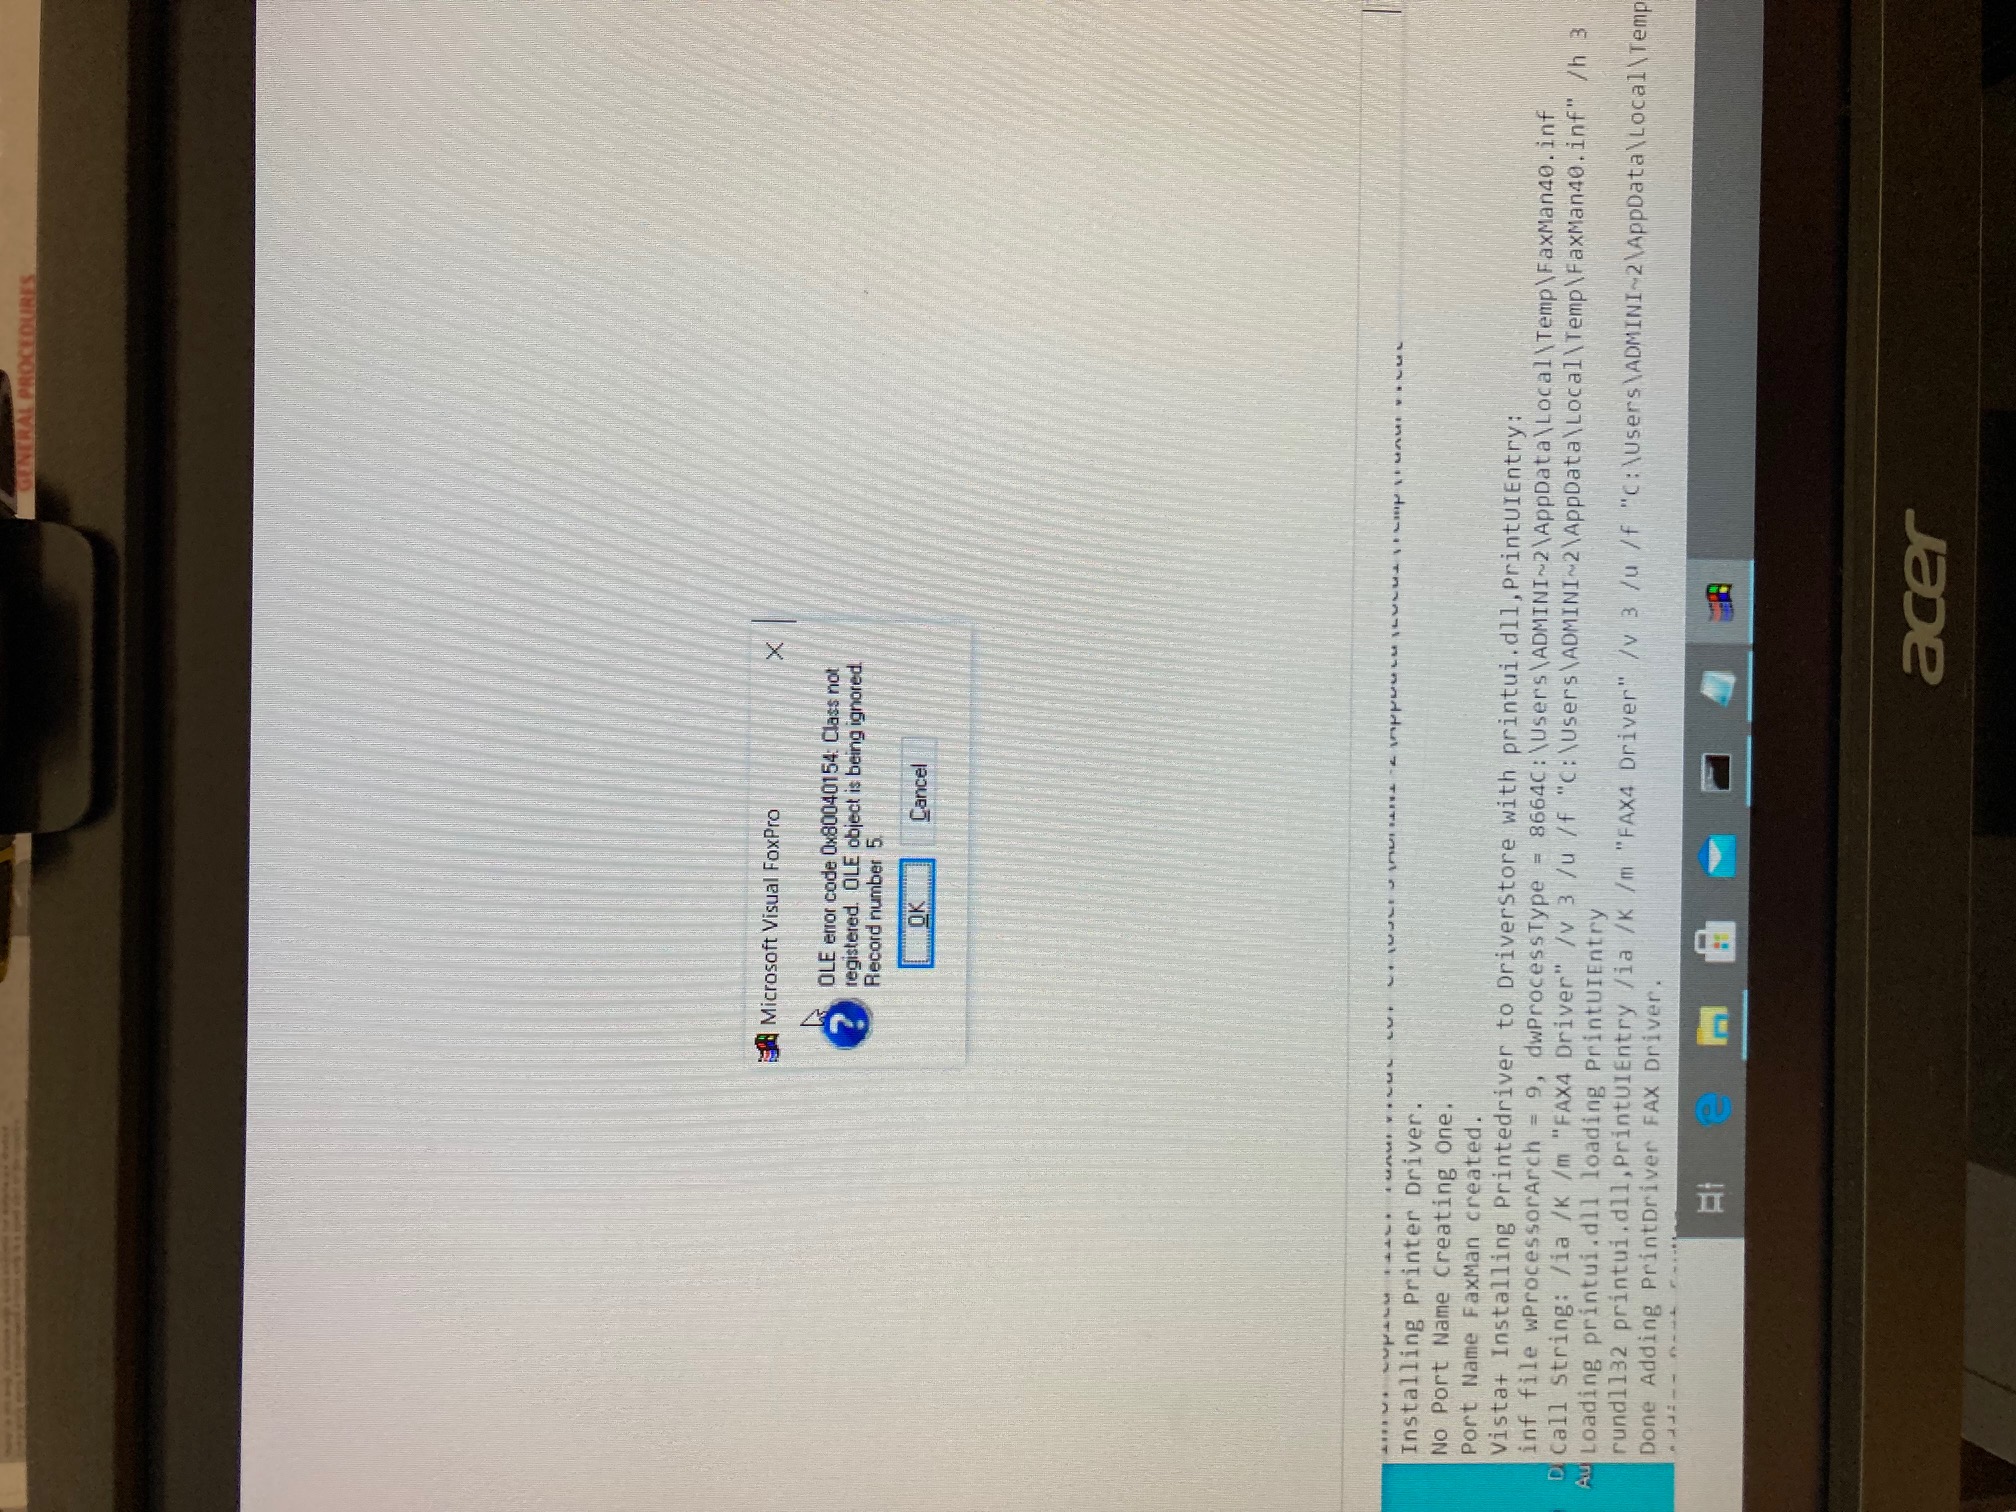 GENERAL PROCEDURES
Microsoft Visual FoxPro
OLE error code 0x80040154: Class not
registered. OLE object is being ignored.
Record number 5.
OK
Cancel
Installing Printer Driver.
No Port Name Creating One.
Port Name FaxMan created.
Vista+ Installing Printedriver to DriverStore with printui.dll,PrintUIEntry:
inf file wProcessorArch = 9, dwProcessType = 8664C:\Users\ADMINI~2\AppData\Local\Temp\FaxMan40.inf
Call String: /ia /K /m "FAX4 Driver" /v 3 /u /f "C:\Users\ADMINI~2\AppData\Local\Temp\FaxMan40.inf" /h 3
Loading printui.dll loading PrintUIEntry
rundll32 printui.dll,PrintUIEntry /ia /K /m "FAX4 Driver" /v 3 /u /f "C:\Users\ADMINI~2\AppData\Local\Temp
Done Adding PrintDriver FAX Driver.
D
Au
acer